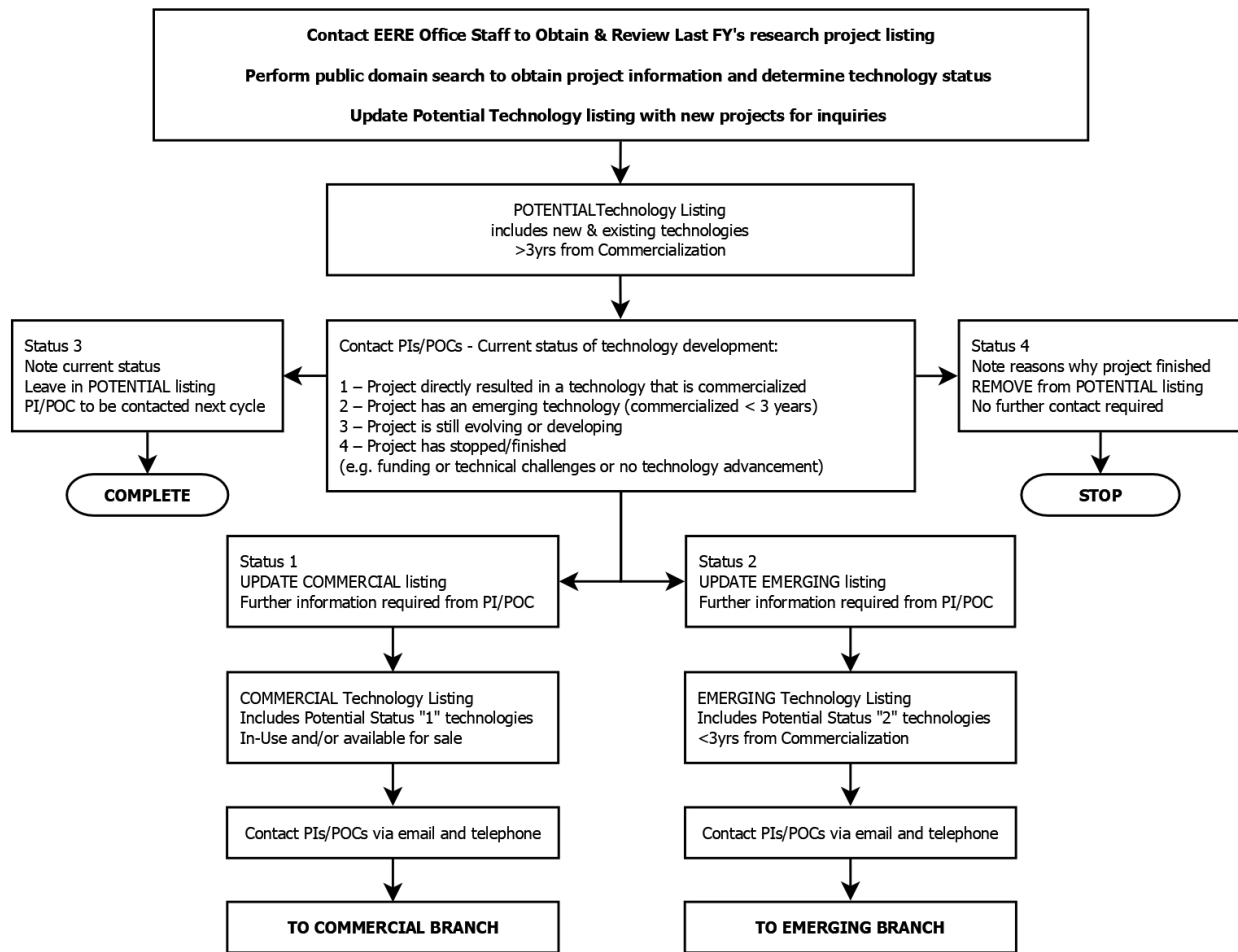 Contact EERE Office Staff to Obtain & Review Last FY's research project listing
Perform public domain search to obtain project information and determine technology status
Update Potential Technology listing with new projects for inquiries
POTENTIALTechnology Listing
includes new & existing technologies
>3yrs from Commercialization
Status 3
Note current status
Leave in POTENTIAL listing
PI/POC to be contacted next cycle
COMPLETE
Contact PIs/POCs - Current status of technology development:
1 – Project directly resulted in a technology that is commercialized
2 – Project has an emerging technology (commercialized < 3 years)
3 – Project is still evolving or developing
4 – Project has stopped/finished
(e.g. funding or technical challenges or no technology advancement)
Status 4
Note reasons why project finished
REMOVE from POTENTIAL listing
No further contact required
STOP
Status 1
UPDATE COMMERCIAL listing
Further information required from PI/POC
Status 2
UPDATE EMERGING listing
Further information required from PI/POC
COMMERCIAL Technology Listing
Includes Potential Status "1" technologies
In-Use and/or available for sale
EMERGING Technology Listing
Includes Potential Status "2" technologies
<3yrs from Commercialization
Contact PIs/POCs via email and telephone
Contact PIs/POCs via email and telephone
TO COMMERCIAL BRANCH
TO EMERGING BRANCH